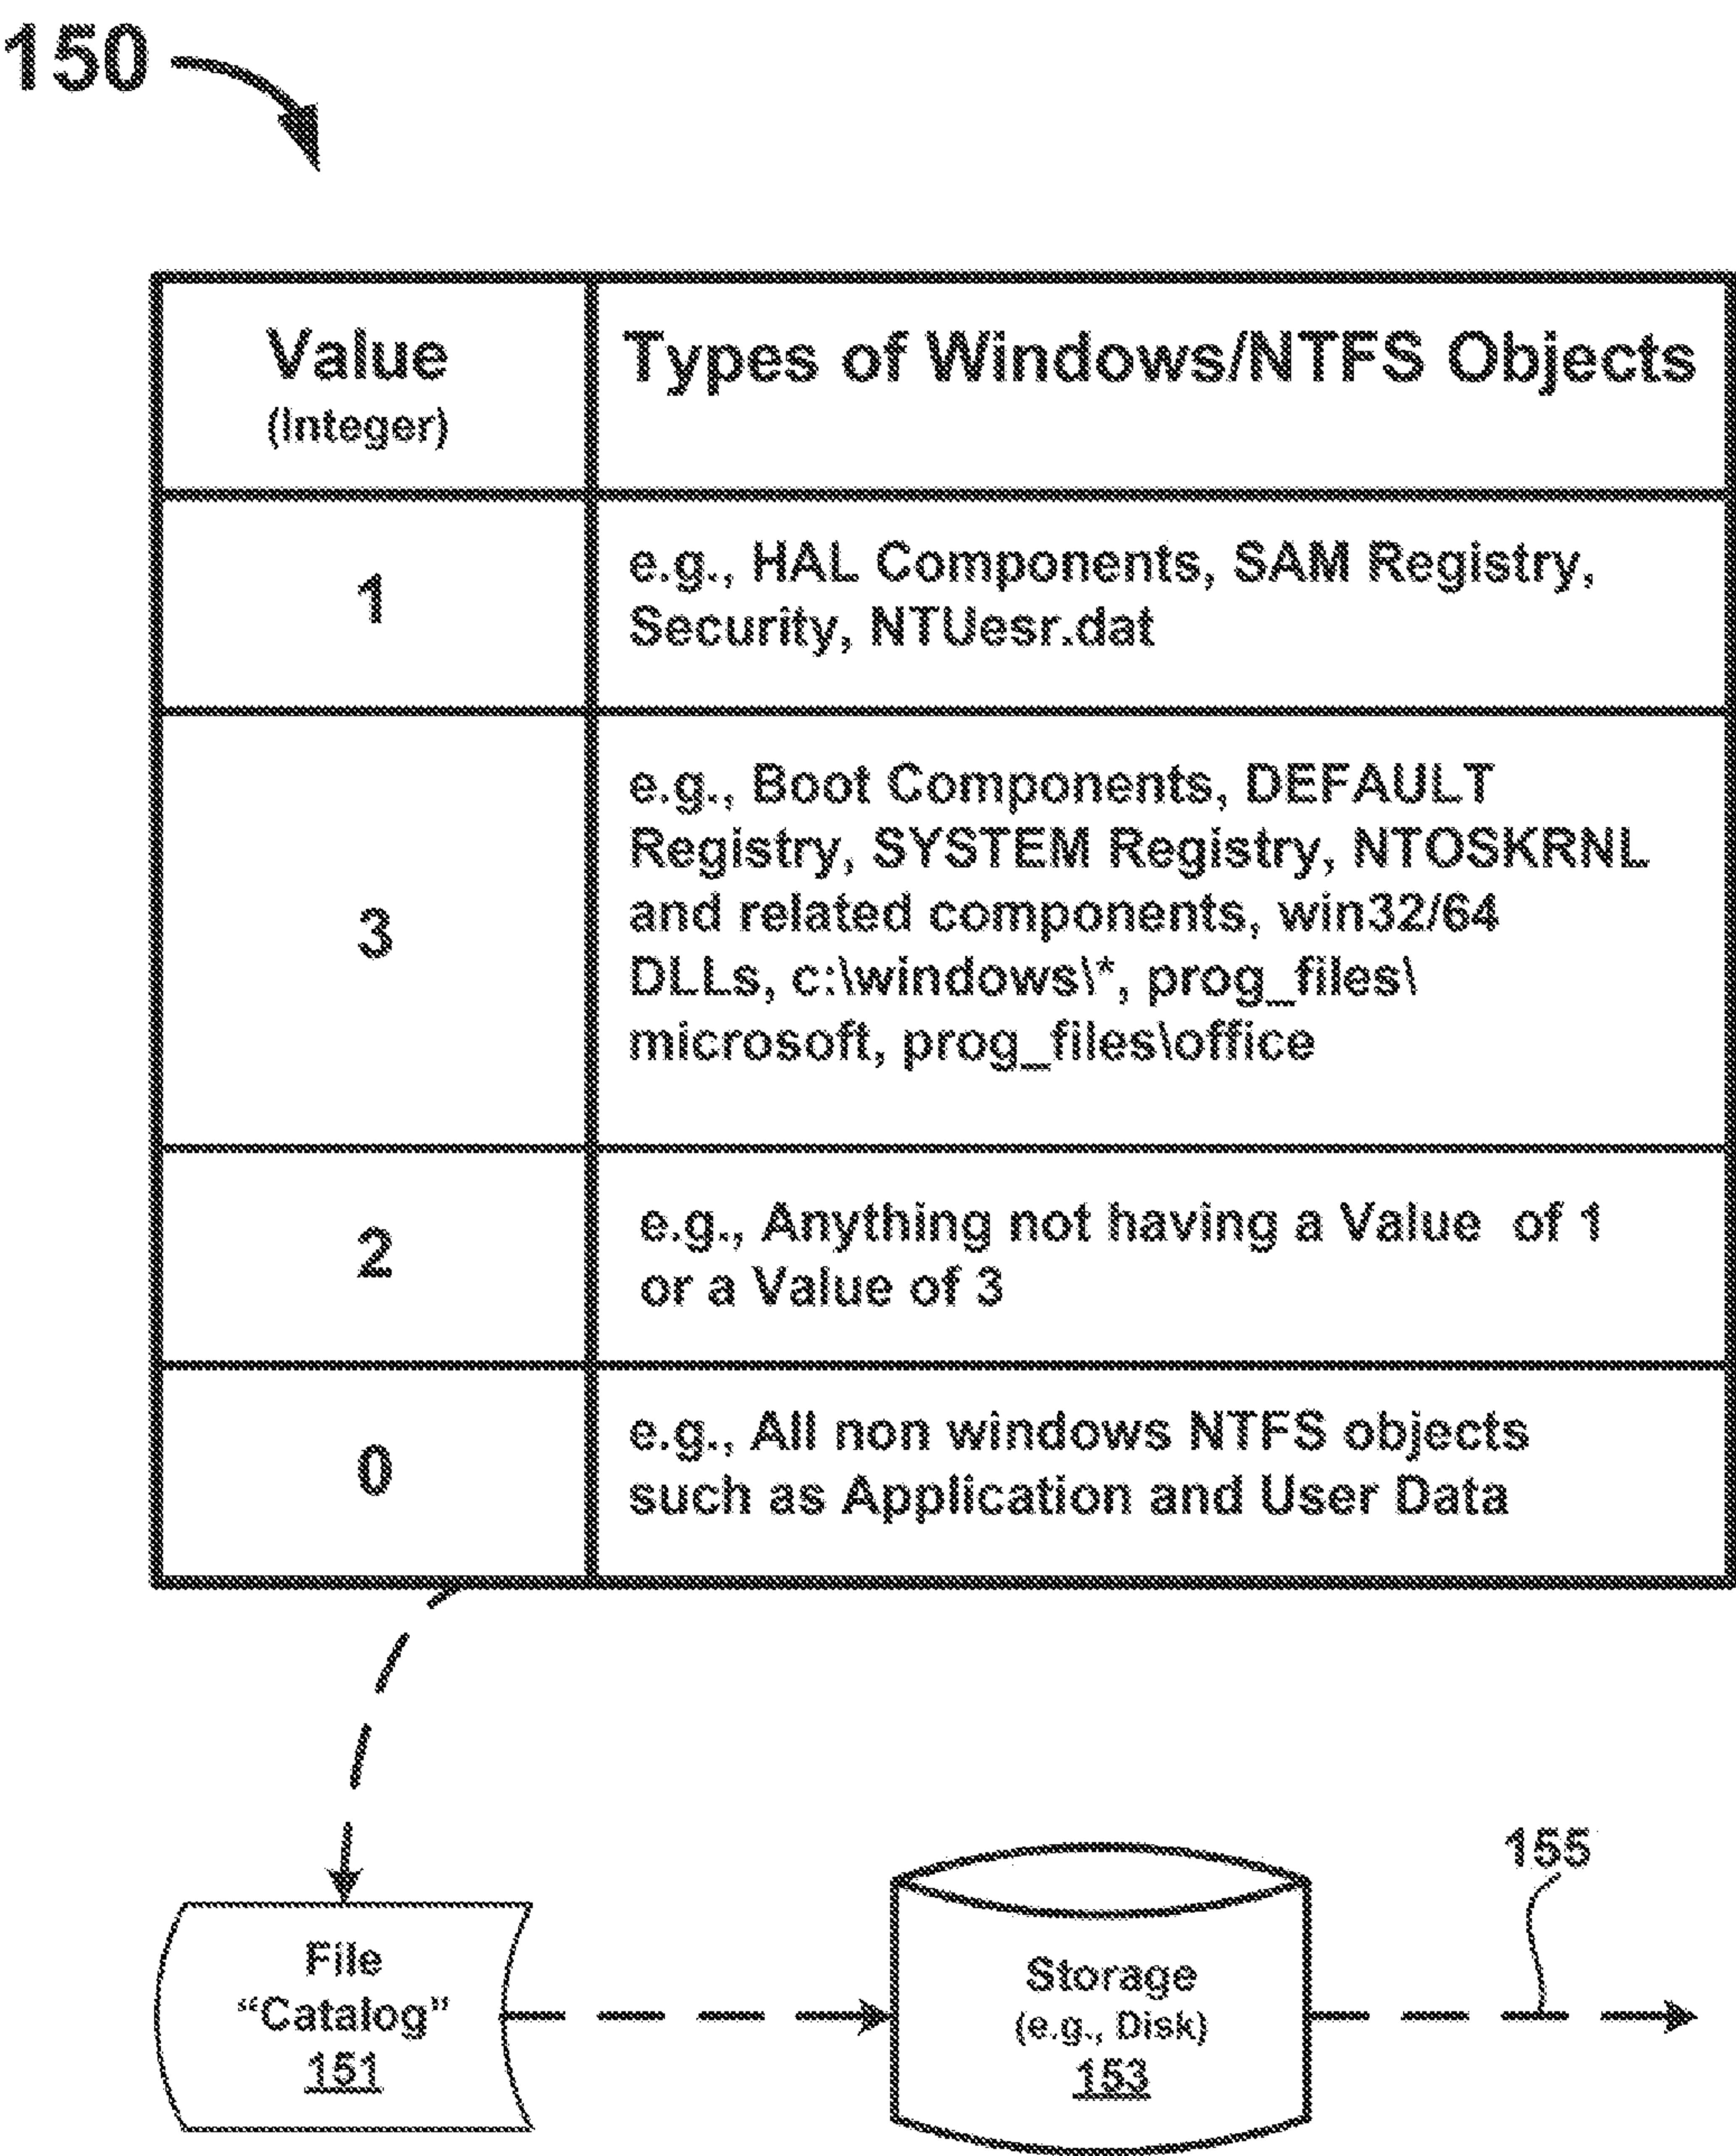 150
Value
(Integer)
Types of Windows/NTFS Objects
1
e.g., HAL Components, SAM Registry,
Security, NTUesr.dat
3
e.g., Boot Components, DEFAULT
Registry, SYSTEM Registry, NTOSKRNL
and related components, win32/64
DLLs, c:\windows\*, prog_files\
microsoft, prog_files\office
2
e.g., Anything not having a Value of 1
or a Value of 3
0
e.g., All non windows NTFS objects
such as Application and User Data
155
File
“Catalog”
151
Storage
(e.g., Disk)
153